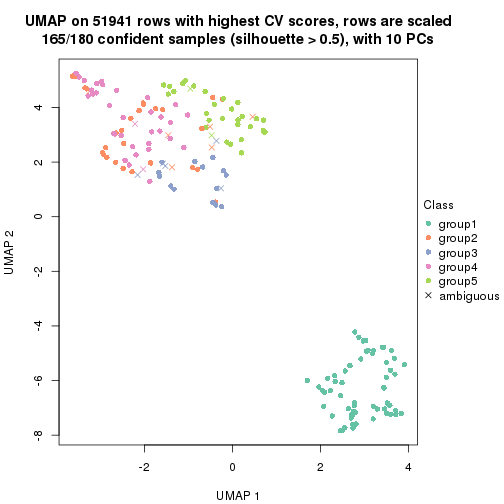 UMAP on 51941 rows with highest CV scores, rows are scaled
165/180 confident samples (silhouette > 0.5), with 10 PCs
UMAP 2
4
2
0
-2
-4
-6
-8
-2
0
2
4
UMAP 1
Class
group1
group2
group3
group4
group5
ambiguous